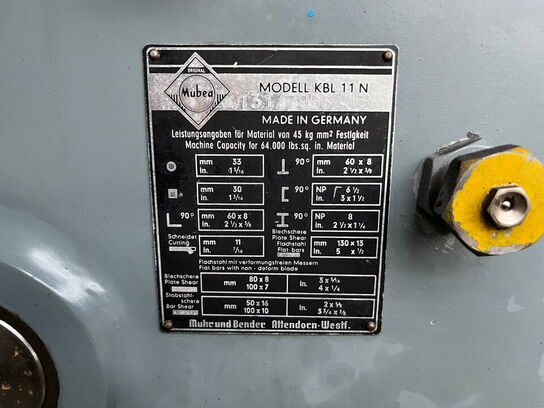 ORIGINAL
Mubea
MODELL KBL 11 N
MADE IN GERMANY
Leistungsangaben für Material von 45 kg mm² Festigkeit
Machine Capacity for 64.000 lbs. sq. in. Material
mm 33
In. 1 5/16
90° mm 60 x 8
In. 2 1/2 x 3/8
mm 30
In. 1 3/16
90° NP 6 1/2
In. 3 x 1 1/2
90° mm 60 x 8
In. 2 1/2 x 3/8
90° NP 8
In. 2 1/2 x 1 1/4
Schneidet
Cutting
mm 11
In. 7/16
Blechschere
Plate Shear
Flachstahl
Flat bars
mm 130 x 13
In. 5 x 1/2
Flachstahl mit verformungsfreien Messern
Flat bars with non - deform blade
Blechschere
Plate Shear
mm 80 x 8
100 x 7
In. 3 x 5/16
4 x 1/4
Stabstahl-
schere
Bar Shear
mm 50 x 16
100 x 10
In. 2 x 5/8
3 3/4 x 3/8
Muhr und Bender Attendorn-Westf.